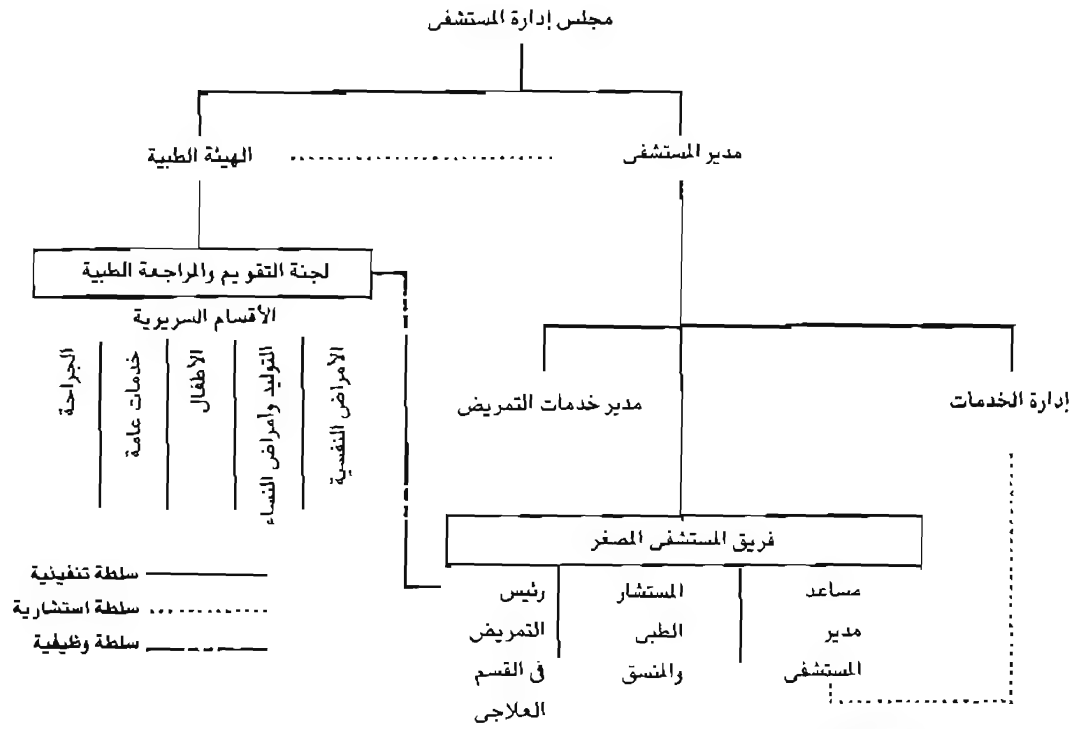 مجلس إدارة المستشفى
مدير المستشفى
الهيئة الطبية
لجنة التقويم والمراجعة الطبية
الأقسام السريرية
الأمراض النفسية
التوليد وأمراض النساء
الأطفال
خدمات عامة
الجراحة
إدارة الخدمات
مدير خدمات التمريض
فريق المستشفى المصغر
مساعد
مدير
المستشفى
المستشار
الطبى
والمنسق
رئيس
التمريض
فى القسم
العلاجى
سلطة تنفيذية
سلطة استشارية
سلطة وظيفية